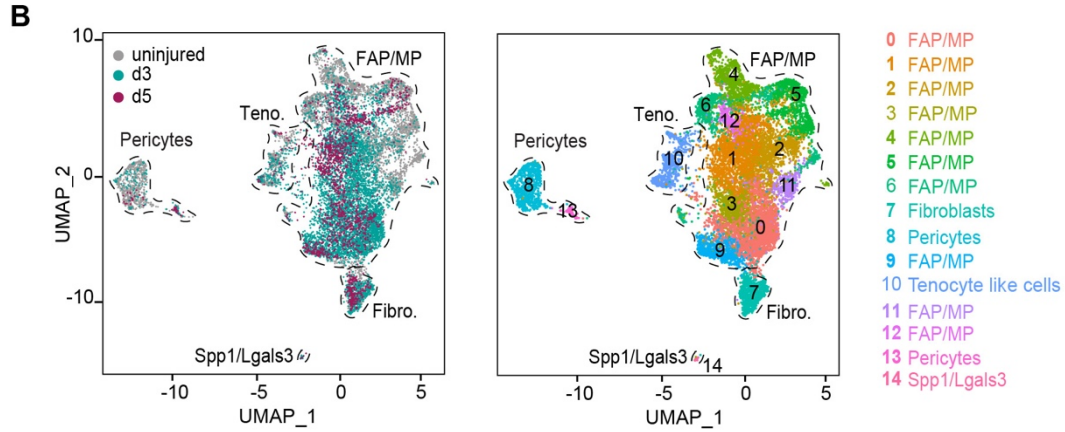 B
10
0
-10
UMAP_2
uninjured
d3
d5
FAP/MP
Teno.
Pericytes
Fibro.
Spp1/Lgals3
-10
-5
0
5
UMAP_1
FAP/MP
Teno.
Pericytes
Fibro.
Spp1/Lgals3
4
5
6
12
10
1
2
8
11
13
3
0
9
7
14
-10
-5
0
5
UMAP_1
0 FAP/MP
1 FAP/MP
2 FAP/MP
3 FAP/MP
4 FAP/MP
5 FAP/MP
6 FAP/MP
7 Fibroblasts
8 Pericytes
9 FAP/MP
10 Tenocyte like cells
11 FAP/MP
12 FAP/MP
13 Pericytes
14 Spp1/Lgals3